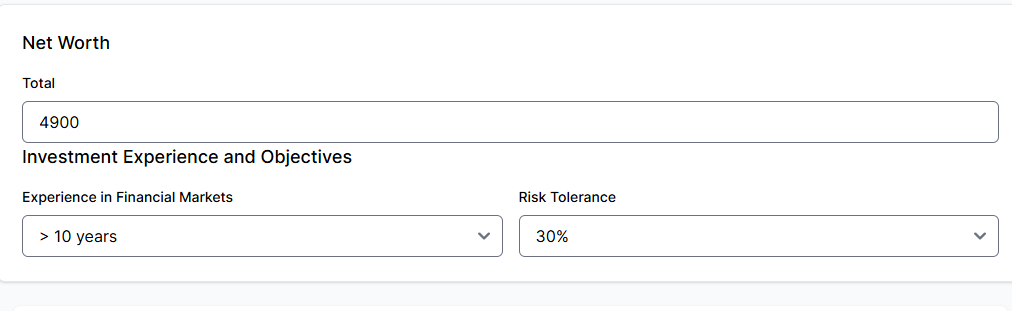 Net Worth
Total
4900
Investment Experience and Objectives
Experience in Financial Markets Risk Tolerance
> 10 years 30%